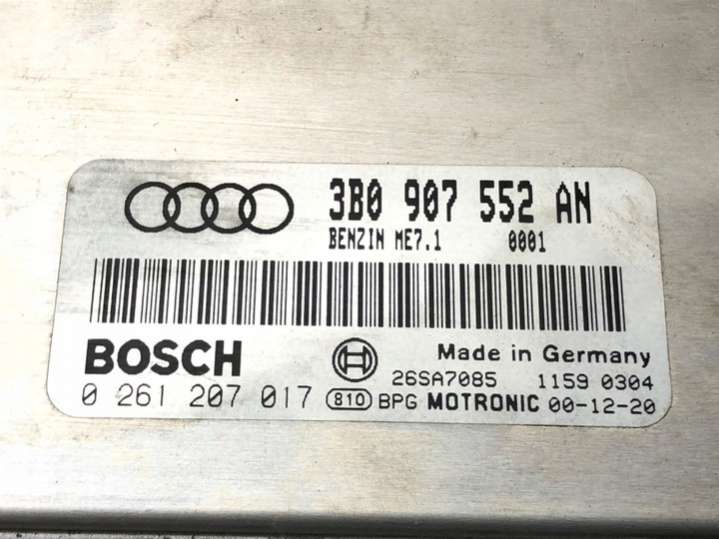 3B0 907 552 AN
BENZIN ME7.1 0001
BOSCH Made in Germany
26SA7085 1159 0304
0 261 207 017 810 BPG MOTRONIC 00-12-20